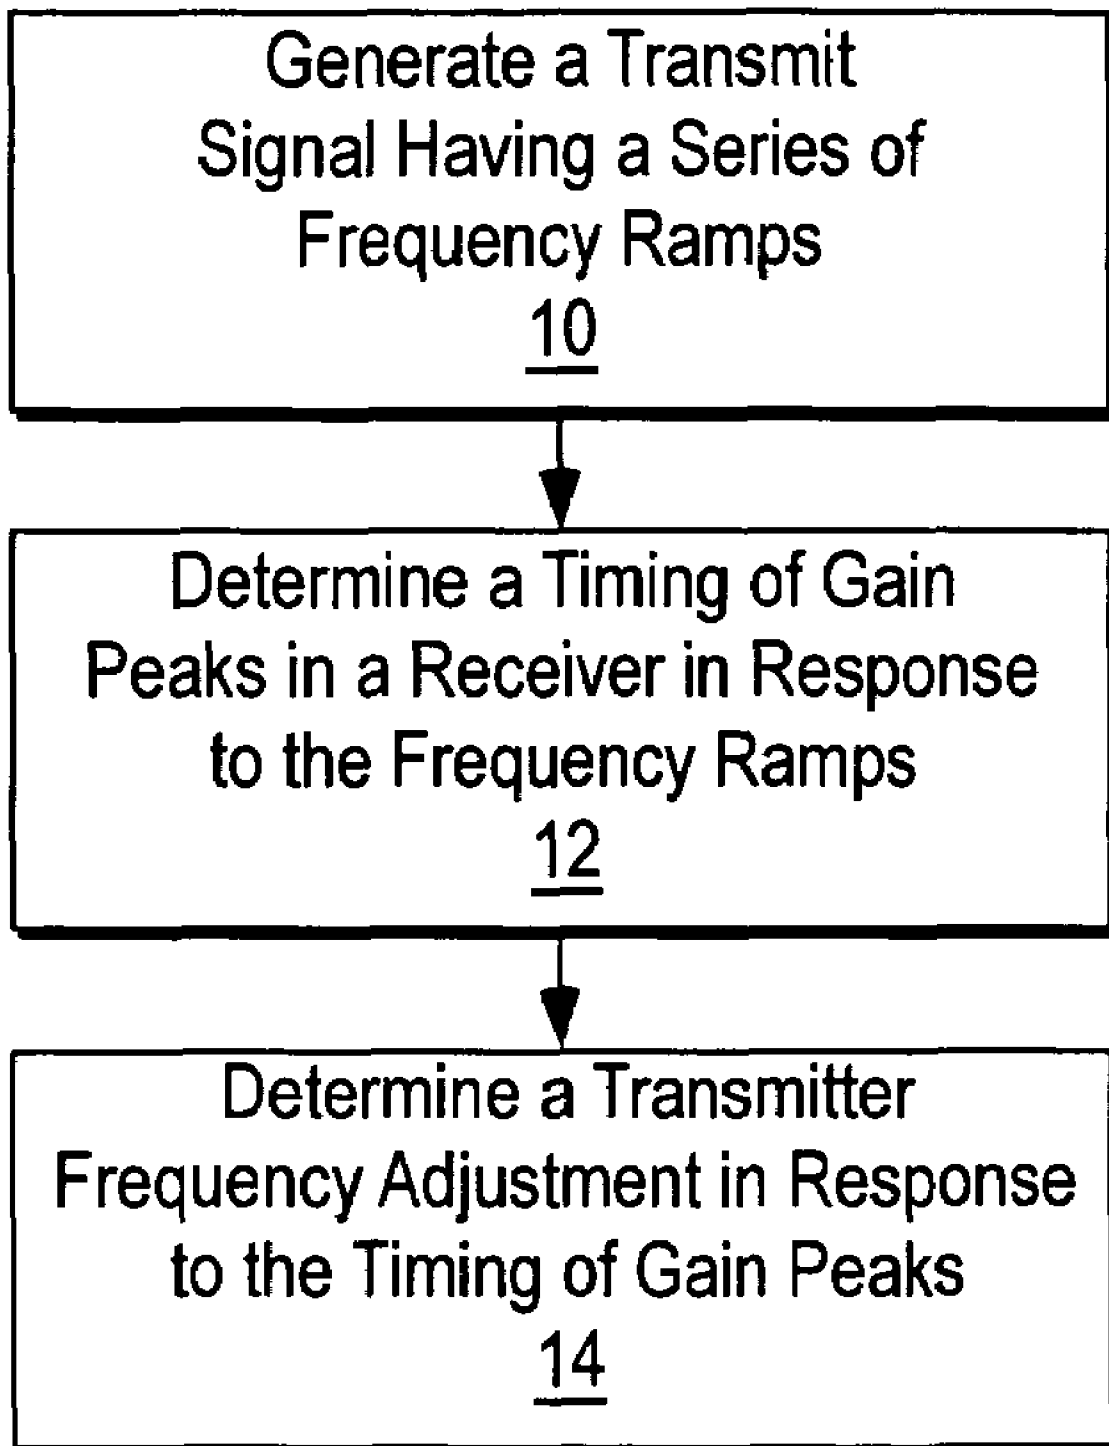 Generate a Transmit
Signal Having a Series of
Frequency Ramps
10
Determine a Timing of Gain
Peaks in a Receiver in Response
to the Frequency Ramps
12
Determine a Transmitter
Frequency Adjustment in Response
to the Timing of Gain Peaks
14